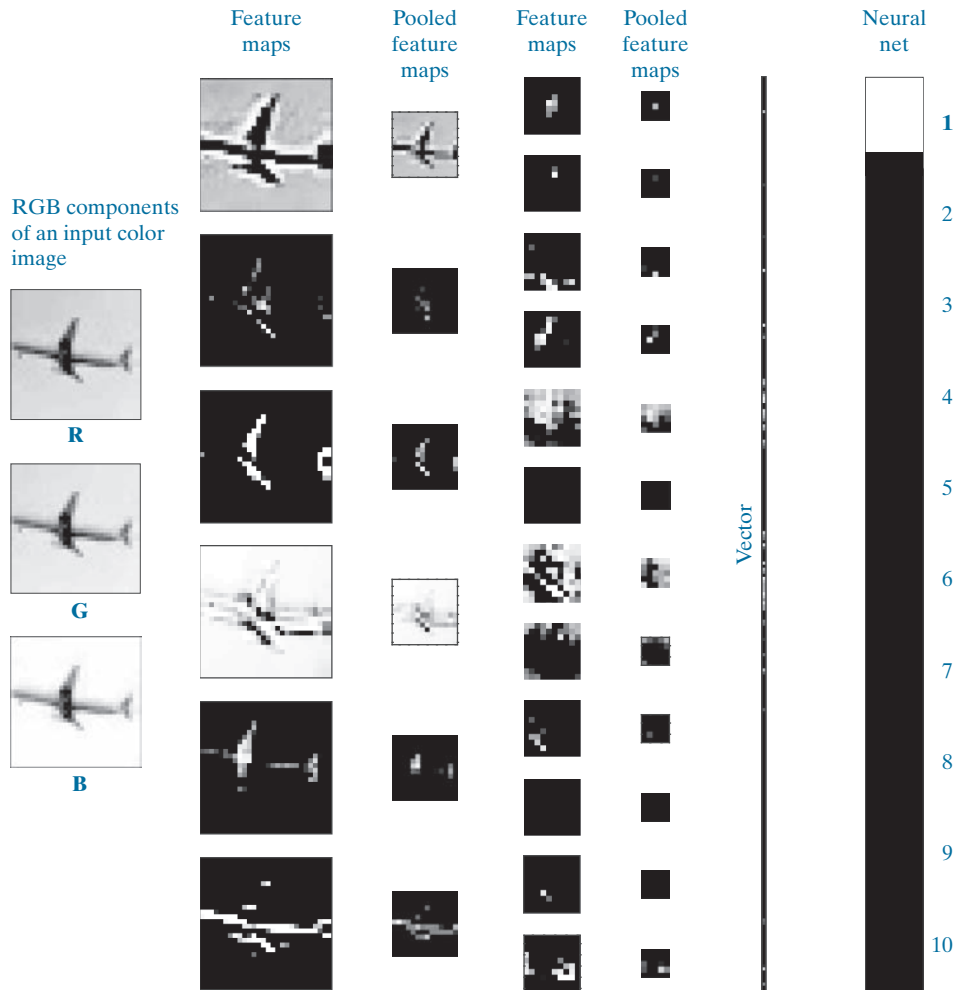 Feature
maps
Pooled
feature
maps
Feature
maps
Pooled
feature
maps
Neural
net
RGB components
of an input color
image
R
G
B
Vector
1
2
3
4
5
6
7
8
9
10